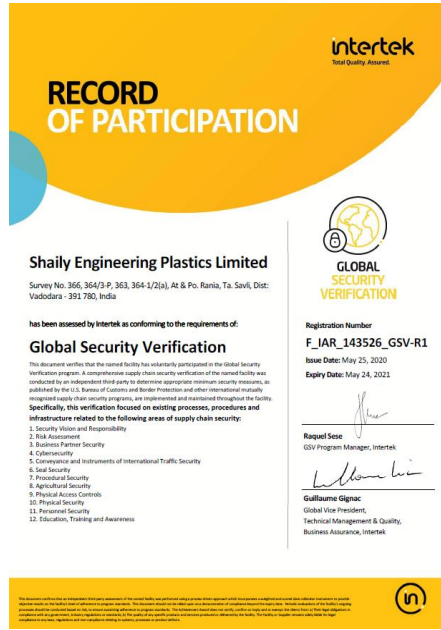 intertek
Total Quality. Assured.
RECORD
OF PARTICIPATION
Shaily Engineering Plastics Limited
Survey No. 366, 364/3-P, 363, 364-1/2(a), At & Po. Rania, Ta. Savli, Dist:
Vadodara - 391 780, India
has been assessed by Intertek as conforming to the requirements of:
Global Security Verification
This document verifies that the named facility has voluntarily participated in the Global Security
Verification program. A comprehensive supply chain security verification of the named facility was
conducted by an independent third-party to determine appropriate minimum security measures, as
published by the U.S. Bureau of Customs and Border Protection and other international mutually
recognized supply chain security programs, are implemented and maintained throughout the facility.
Specifically, this verification focused on existing processes, procedures and
infrastructure related to the following areas of supply chain security:
1. Security Vision and Responsibility
2. Risk Assessment
3. Business Partner Security
4. Cybersecurity
5. Conveyance and Instruments of International Traffic Security
6. Seal Security
7. Procedural Security
8. Agricultural Security
9. Physical Access Controls
10. Physical Security
11. Personnel Security
12. Education, Training and Awareness
GLOBAL
SECURITY
VERIFICATION
Registration Number
F_IAR_143526_GSV-R1
Issue Date: May 25, 2020
Expiry Date: May 24, 2021
Raquel Sese
GSV Program Manager, Intertek
Guillaume Gignac
Global Vice President,
Technical Management & Quality,
Business Assurance, Intertek
in